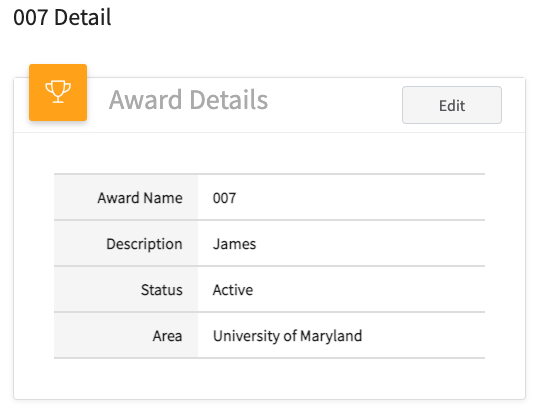 007 Detail
Award Details
Edit
Award Name 007
Description James
Status Active
Area University of Maryland